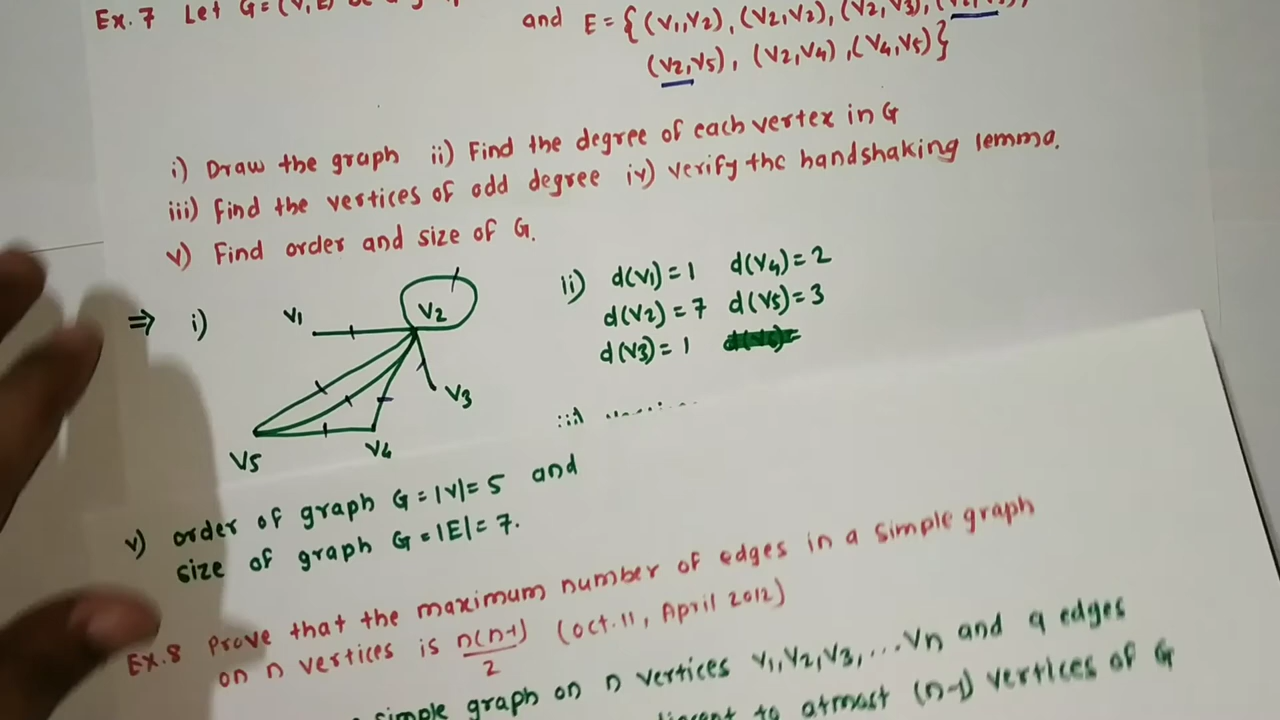 Ex.7 Let G=(V,E)
and E={(v1,v2),(v2,v2),(v2,v3),
(v2,v5),(v2,v4),(v4,v5)}
i) Draw the graph ii) Find the degree of each vertex in G
iii) Find the vertices of odd degree iv) verify the handshaking lemma.
v) Find order and size of G.
⇒ i)
v1
v2
v3
v4
v5
ii) d(v1)=1 d(v4)=2
d(v2)=7 d(v5)=3
d(v3)=1
v) order of graph G=|V|=5 and
size of graph G=|E|=7.
Ex.8 Prove that the maximum number of edges in a simple graph
on n vertices is n(n-1)/2 (oct.11, April 2012)
simple graph on n vertices v1,v2,v3,...vn and q edges
to atmost (n-1) vertices of G